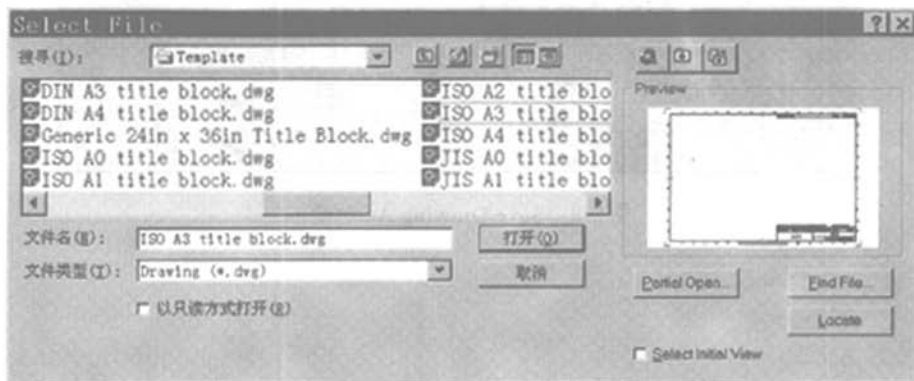 Select File
搜寻(I):
Template
DIN A3 title block.dwg
DIN A4 title block.dwg
Generic 24in x 36in Title Block.dwg
ISO A0 title block.dwg
ISO A1 title block.dwg
ISO A2 title blo
ISO A3 title blo
ISO A4 title blo
JIS A0 title blo
JIS A1 title blo
Preview
文件名(N):
ISO A3 title block.dwg
打开(O)
文件类型(T):
Drawing (*.dwg)
取消
以只读方式打开(R)
Partial Open...
Find File...
Locate
Select Initial View